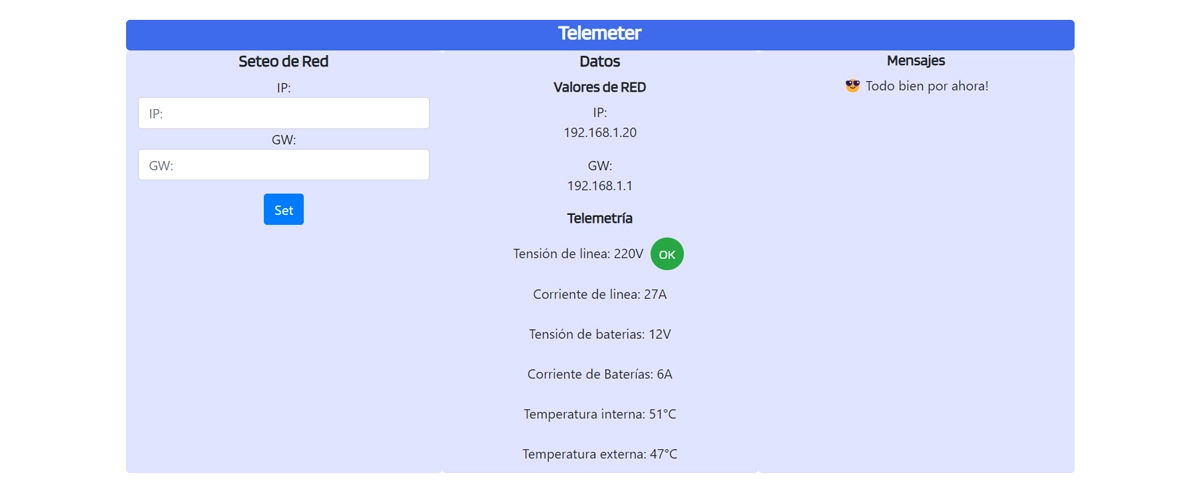 Telemeter
Seteo de Red
IP:
IP:
GW:
GW:
Set
Datos
Valores de RED
IP:
192.168.1.20
GW:
192.168.1.1
Telemetría
Tensión de linea: 220V OK
Corriente de linea: 27A
Tensión de baterias: 12V
Corriente de Baterías: 6A
Temperatura interna: 51°C
Temperatura externa: 47°C
Mensajes
😎 Todo bien por ahora!